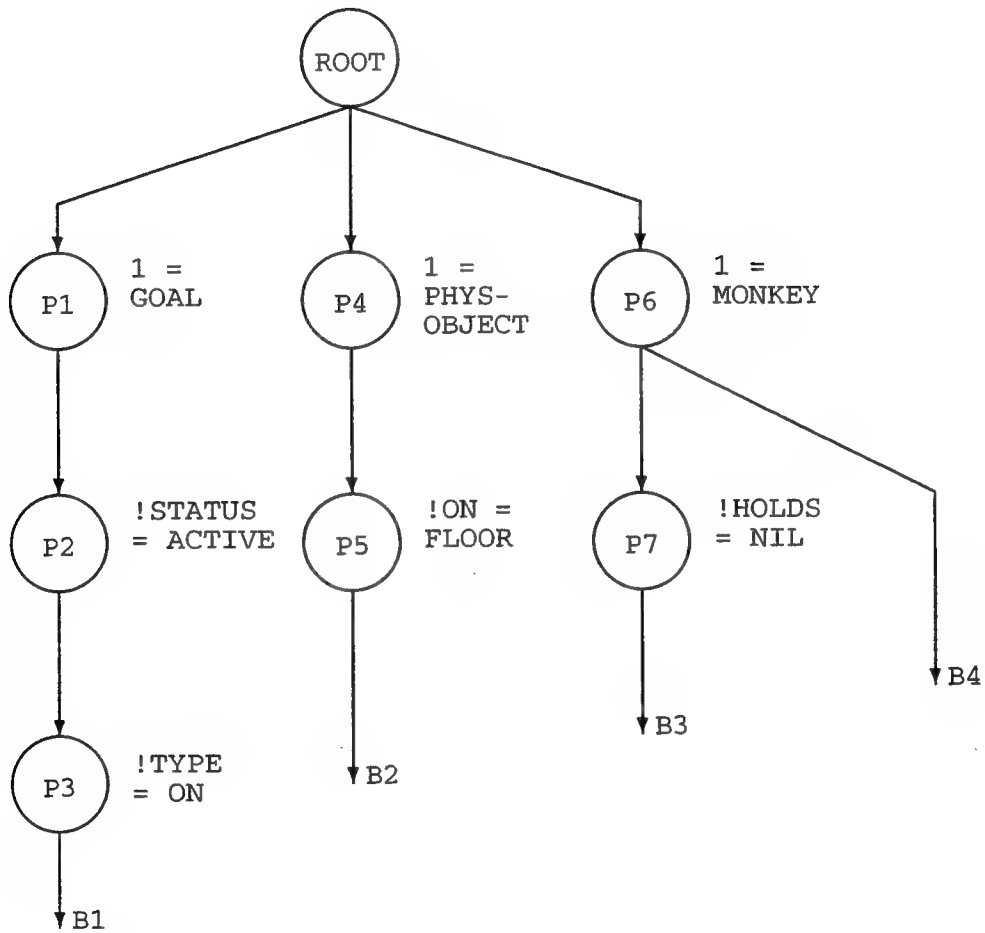 ROOT
P1
1 =
GOAL
P4
1 =
PHYS-
OBJECT
P6
1 =
MONKEY
P2
!STATUS
= ACTIVE
P5
!ON =
FLOOR
P7
!HOLDS
= NIL
B4
B3
P3
!TYPE
= ON
B2
B1